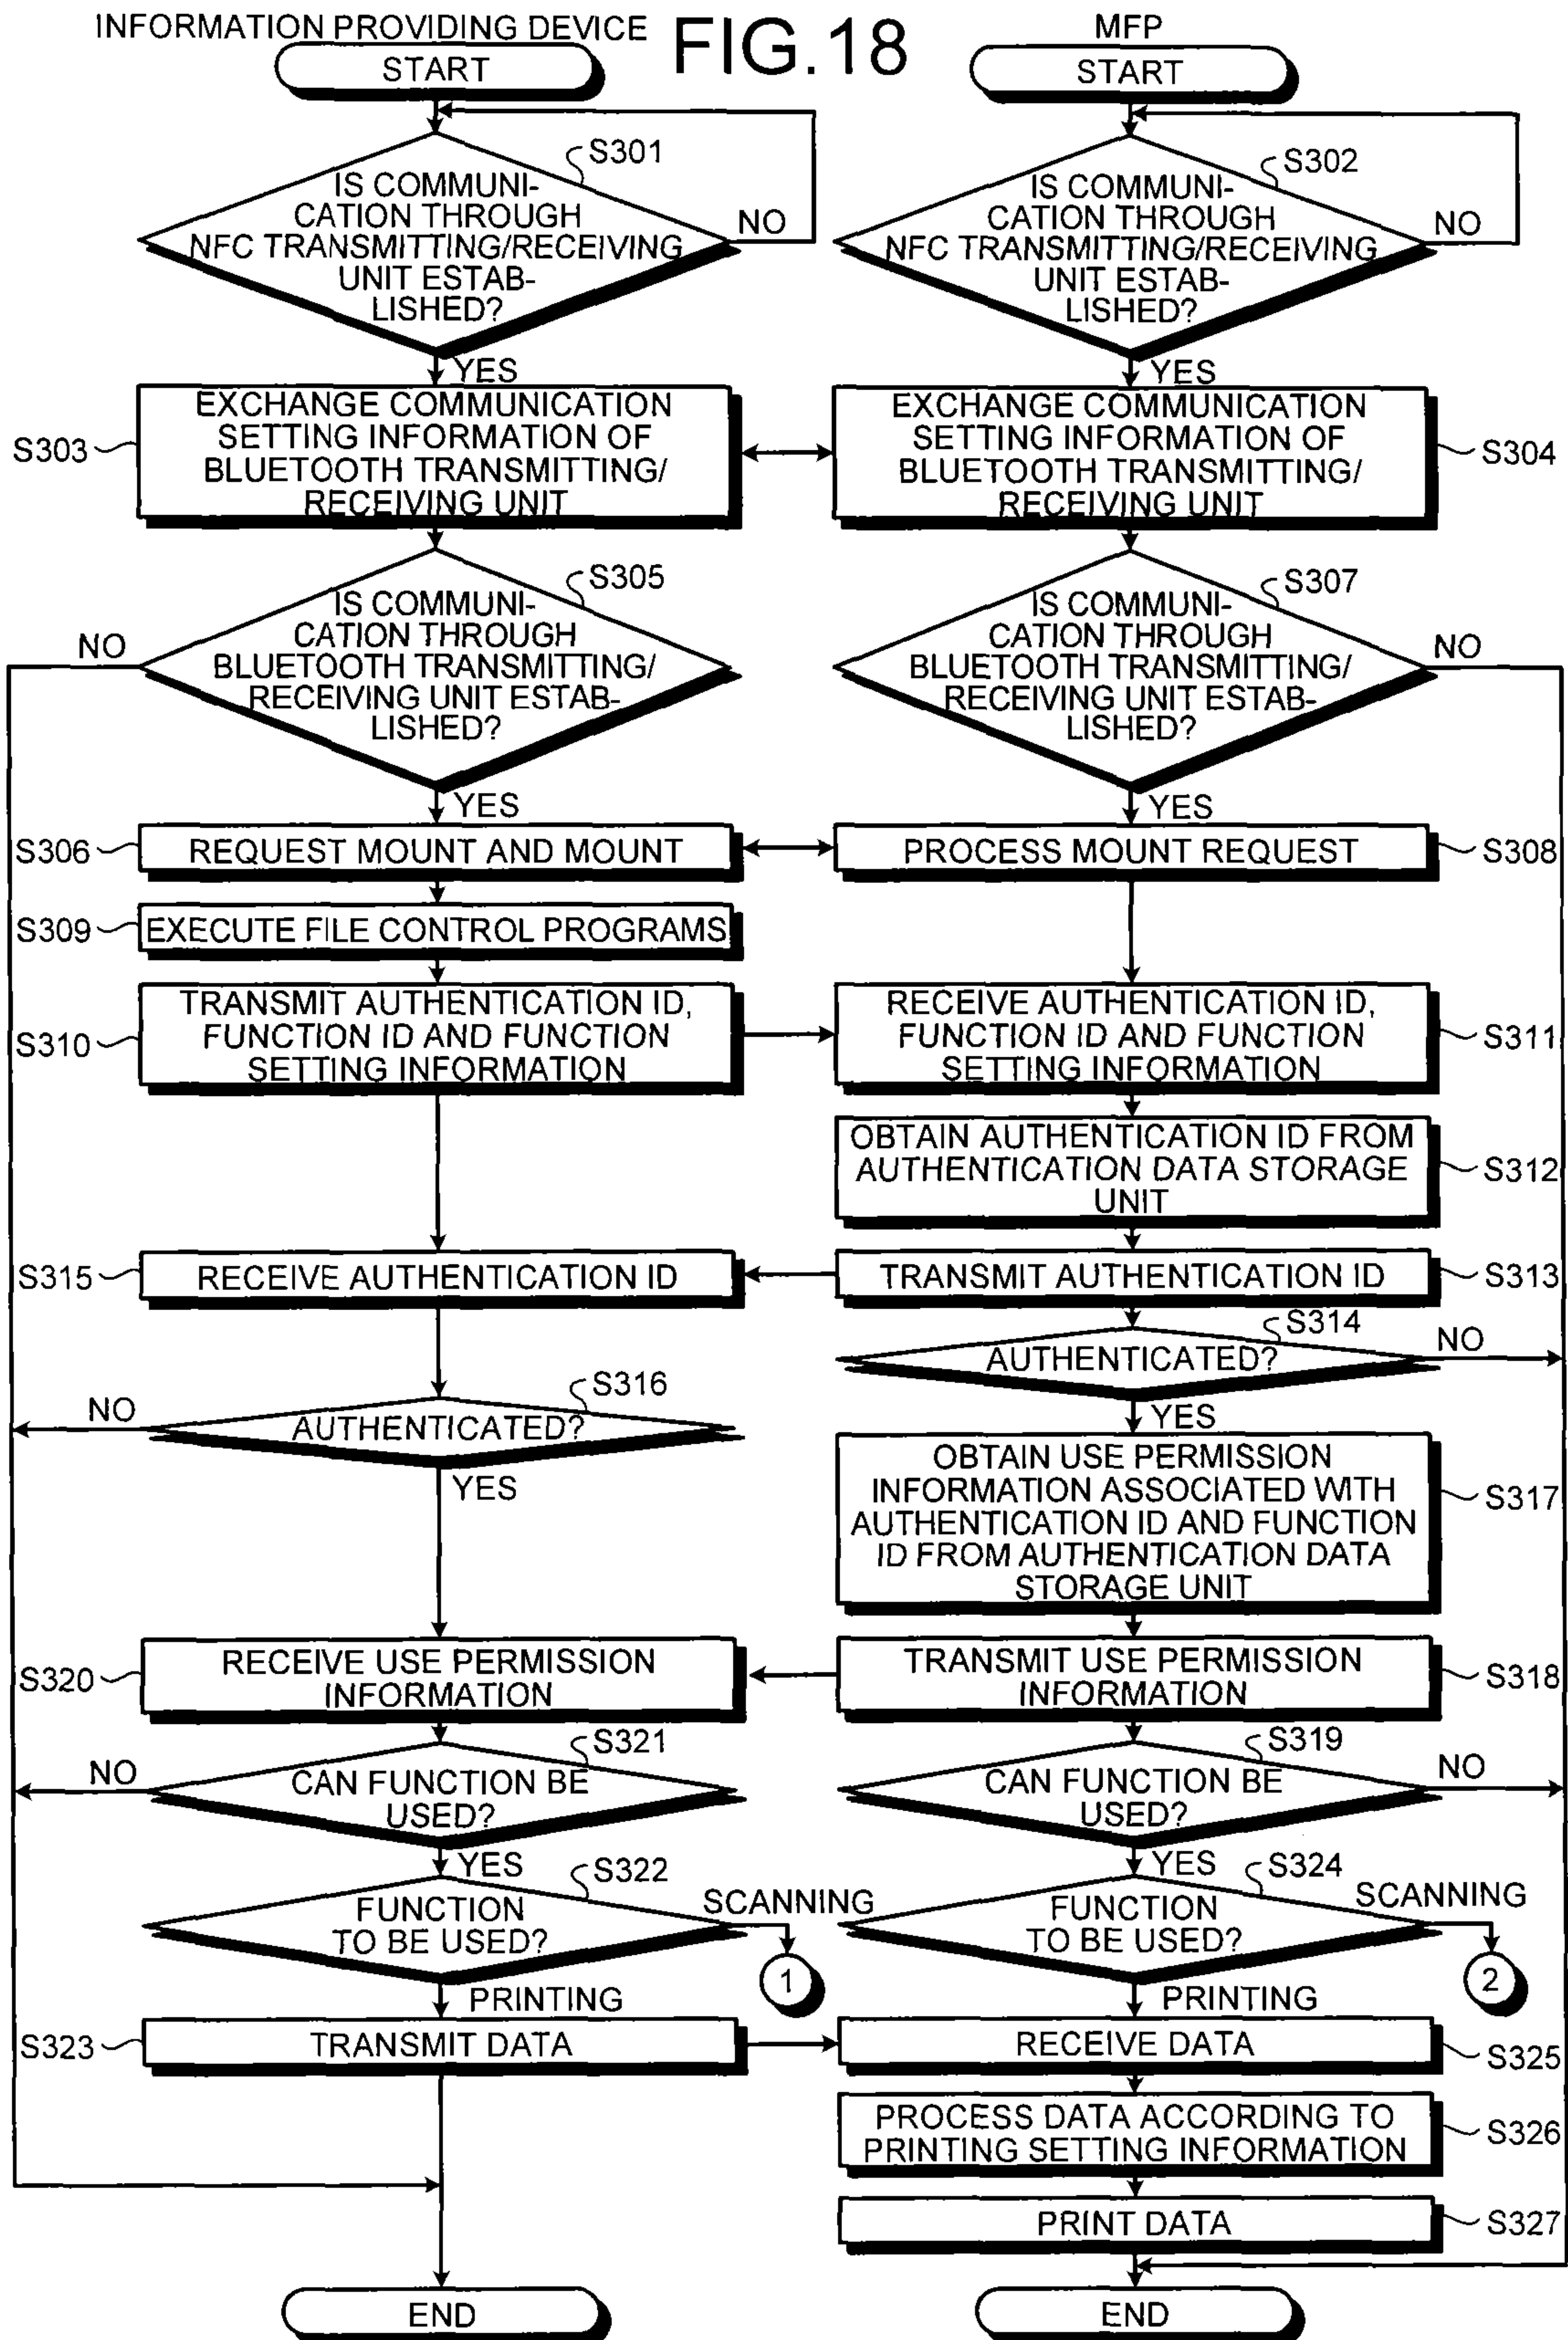 INFORMATION PROVIDING DEVICE
FIG.18
MFP
START
START
S301
IS COMMUNI-
CATION THROUGH
NFC TRANSMITTING/RECEIVING
UNIT ESTAB-
LISHED?
NO
S302
IS COMMUNI-
CATION THROUGH
NFC TRANSMITTING/RECEIVING
UNIT ESTAB-
LISHED?
NO
YES
YES
S303
EXCHANGE COMMUNICATION
SETTING INFORMATION OF
BLUETOOTH TRANSMITTING/
RECEIVING UNIT
EXCHANGE COMMUNICATION
SETTING INFORMATION OF
BLUETOOTH TRANSMITTING/
RECEIVING UNIT
S304
S305
NO
IS COMMUNI-
CATION THROUGH
BLUETOOTH TRANSMITTING/
RECEIVING UNIT ESTAB-
LISHED?
S307
IS COMMUNI-
CATION THROUGH
BLUETOOTH TRANSMITTING/
RECEIVING UNIT ESTAB-
LISHED?
NO
YES
YES
S306
REQUEST MOUNT AND MOUNT
PROCESS MOUNT REQUEST
S308
S309
EXECUTE FILE CONTROL PROGRAMS
S310
TRANSMIT AUTHENTICATION ID,
FUNCTION ID AND FUNCTION
SETTING INFORMATION
RECEIVE AUTHENTICATION ID,
FUNCTION ID AND FUNCTION
SETTING INFORMATION
S311
OBTAIN AUTHENTICATION ID FROM
AUTHENTICATION DATA STORAGE
UNIT
S312
S315
RECEIVE AUTHENTICATION ID
TRANSMIT AUTHENTICATION ID
S313
S314
AUTHENTICATED?
NO
S316
NO
AUTHENTICATED?
YES
YES
OBTAIN USE PERMISSION
INFORMATION ASSOCIATED WITH
AUTHENTICATION ID AND FUNCTION
ID FROM AUTHENTICATION DATA
STORAGE UNIT
S317
S320
RECEIVE USE PERMISSION
INFORMATION
TRANSMIT USE PERMISSION
INFORMATION
S318
S321
NO
CAN FUNCTION BE
USED?
S319
CAN FUNCTION BE
USED?
NO
YES
YES
S322
FUNCTION
TO BE USED?
SCANNING
1
S324
FUNCTION
TO BE USED?
SCANNING
2
PRINTING
PRINTING
S323
TRANSMIT DATA
RECEIVE DATA
S325
PROCESS DATA ACCORDING TO
PRINTING SETTING INFORMATION
S326
PRINT DATA
S327
END
END